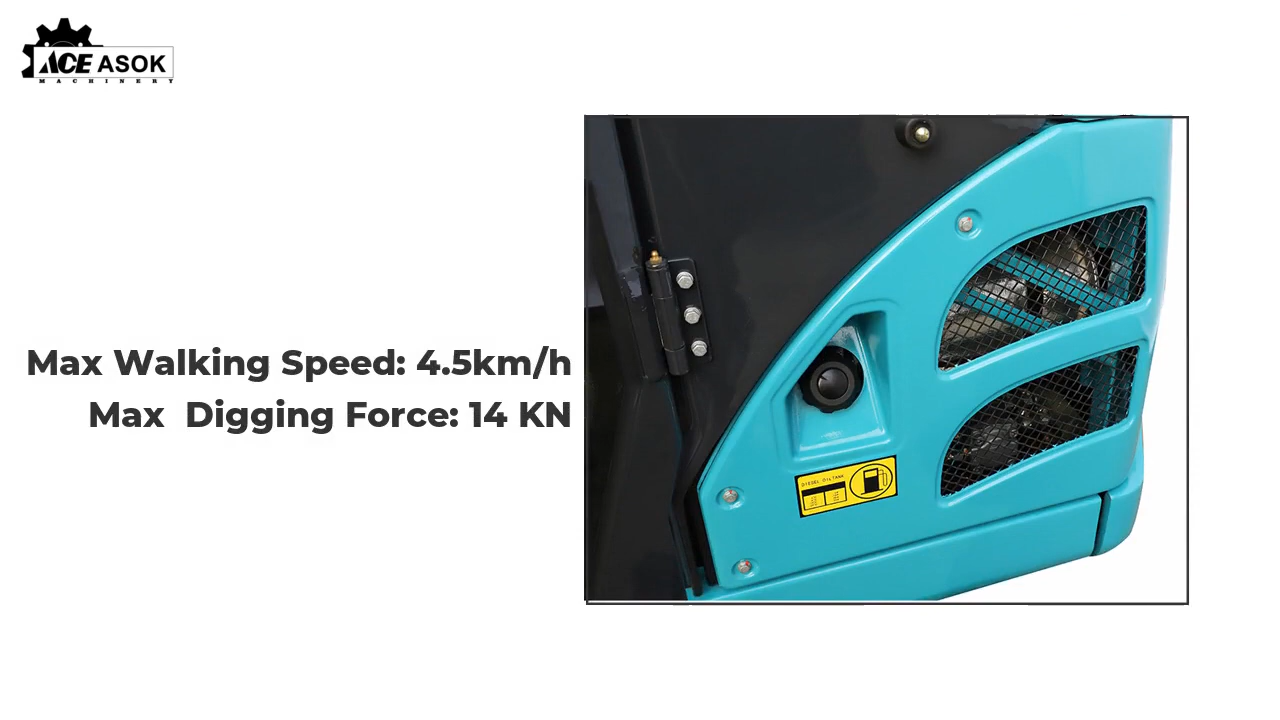 ACE ASOK
MACHINERY
Max Walking Speed: 4.5km/h
Max  Digging Force: 14 KN
DIESEL OIL TANK